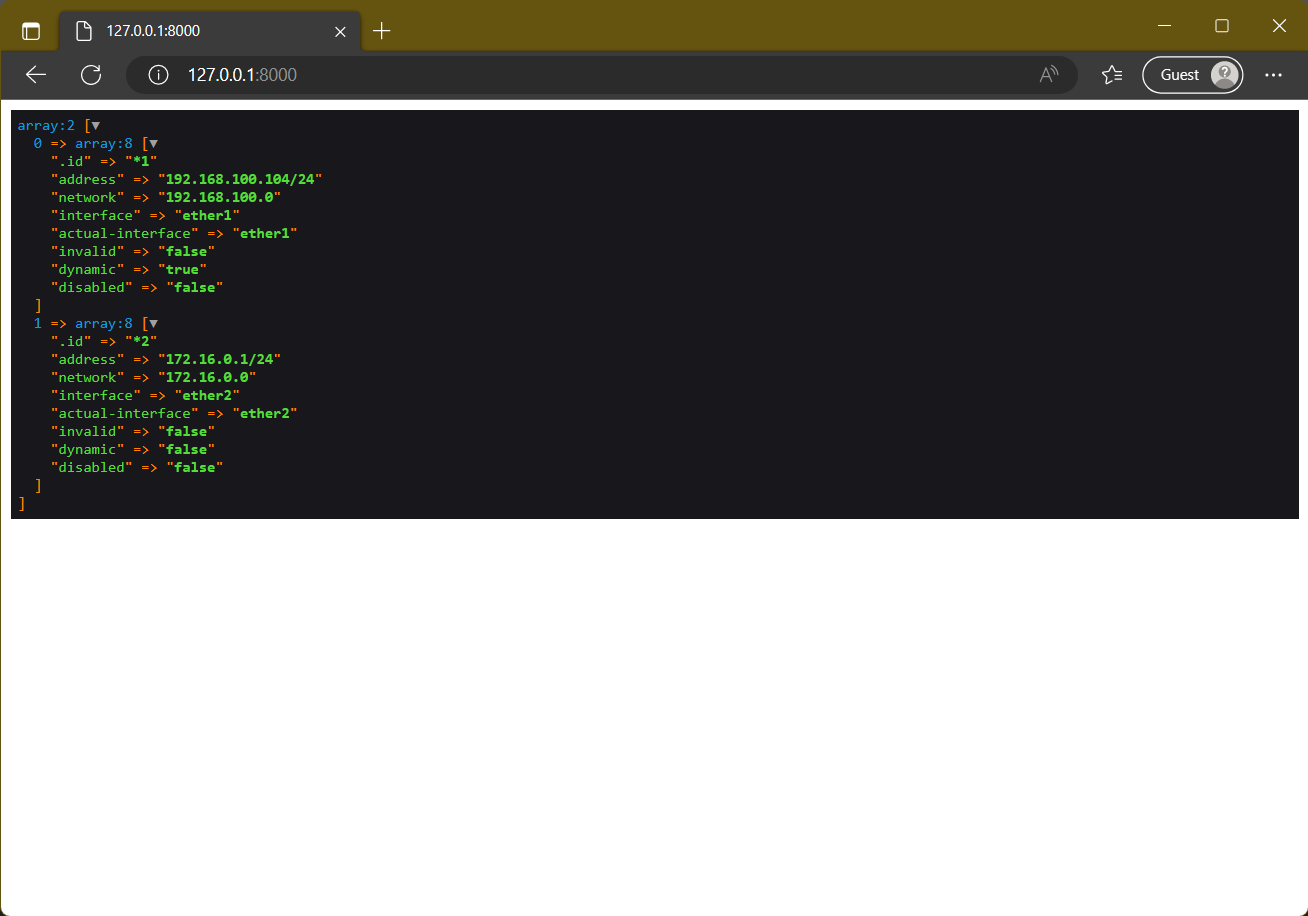 127.0.0.1:8000
127.0.0.1:8000
Guest
array:2 [▼
  0 => array:8 [▼
    ".id" => "*1"
    "address" => "192.168.100.104/24"
    "network" => "192.168.100.0"
    "interface" => "ether1"
    "actual-interface" => "ether1"
    "invalid" => "false"
    "dynamic" => "true"
    "disabled" => "false"
  ]
  1 => array:8 [▼
    ".id" => "*2"
    "address" => "172.16.0.1/24"
    "network" => "172.16.0.0"
    "interface" => "ether2"
    "actual-interface" => "ether2"
    "invalid" => "false"
    "dynamic" => "false"
    "disabled" => "false"
  ]
]